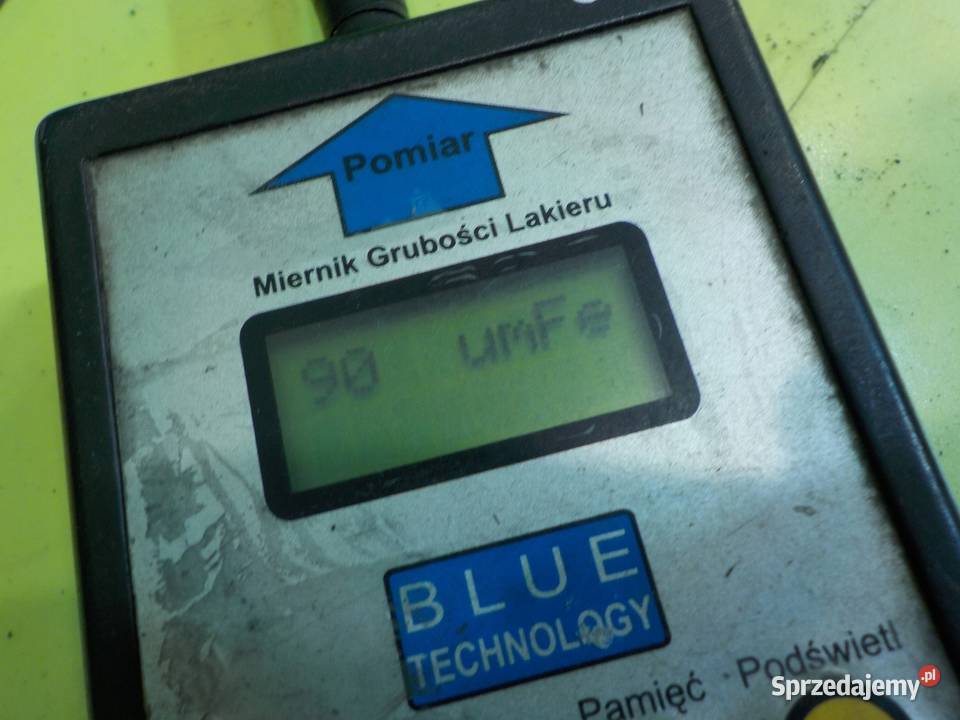 Pomiar
Miernik Grubości Lakieru
90 umFe
BLUE
TECHNOLOGY
Pamięć · Podświetl
Sprzedajemy.pl